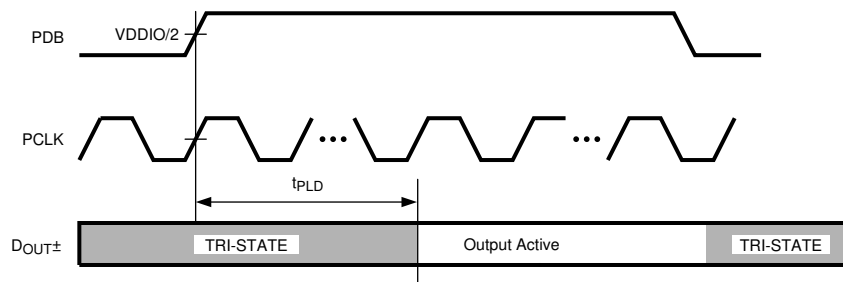 PDB
VDDIO/2
PCLK
tPLD
DOUT±
TRI-STATE
Output Active
TRI-STATE